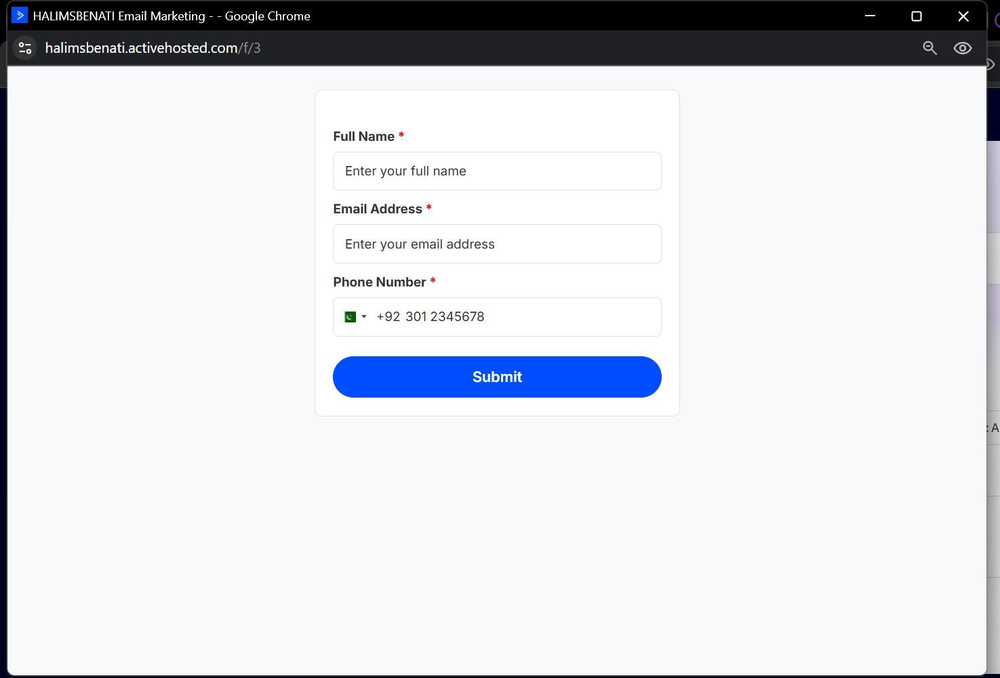 HALIMSBENATI Email Marketing - - Google Chrome
halimsbenati.activehosted.com/f/3
Full Name *
Enter your full name
Email Address *
Enter your email address
Phone Number *
+92 301 2345678
: A
Submit